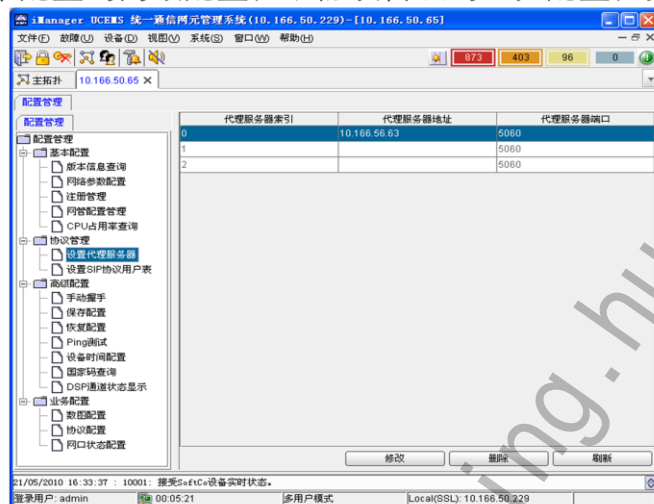 iManager UCEMS 统一通信网元管理系统(10.166.50.229)-[10.166.50.65]
文件(F) 故障(U) 设备(D) 视图(V) 系统(S) 窗口(W) 帮助(H)
873 403 96 0
主拓扑 10.166.50.65
配置管理
配置管理
代理服务器索引 代理服务器地址 代理服务器端口
0 10.166.56.63 5060
1 5060
2 5060
配置管理
基本配置
版本信息查询
网络参数配置
注册管理
网管配置管理
CPU占用率查询
协议管理
设置代理服务器
设置SIP协议用户表
高级配置
手动握手
保存配置
恢复配置
Ping测试
设备时间配置
国家码查询
DSP通道状态显示
业务配置
数图配置
协议配置
网口状态配置
修改 删除 刷新
21/05/2010 16:33:37 : 10001: 接受SoftCo设备实时状态。
登录用户: admin 00:05:21 多用户模式 Local(SSL): 10.166.50.229